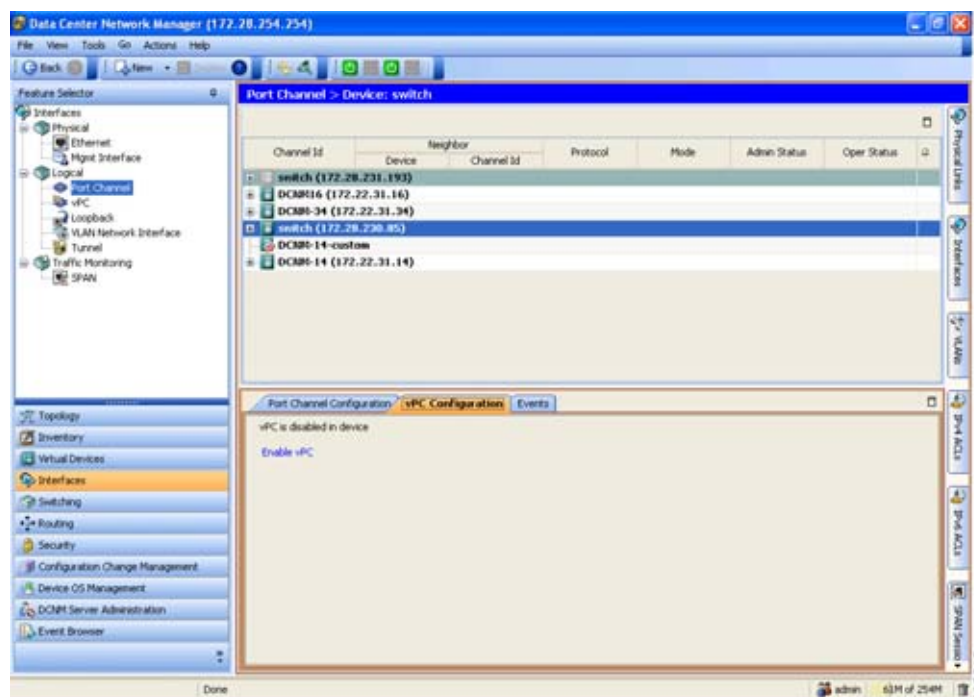 Data Center Network Manager (172.28.254.254)
File View Tools Go Actions Help
Back New
Feature Selector
Interfaces
Physical
Ethernet
Mgmt Interface
Logical
Port Channel
vPC
Loopback
VLAN Network Interface
Tunnel
Traffic Monitoring
SPAN
Topology
Inventory
Virtual Devices
Interfaces
Switching
Routing
Security
Configuration Change Management
Device OS Management
DCNM Server Administration
Event Browser
Port Channel > Device: switch
Channel Id Neighbor Protocol Mode Admin Status Oper Status
Device Channel Id
switch (172.28.231.193)
DCNM16 (172.22.31.16)
DCNM-34 (172.22.31.34)
switch (172.28.230.85)
DCNM-14-custom
DCNM-14 (172.22.31.14)
Port Channel Configuration vPC Configuration Events
vPC is disabled in device
Enable vPC
Physical Links
Interfaces
VLANs
IPv4 ACLs
IPv6 ACLs
SPAN Sessio
Done admin 61M of 254M